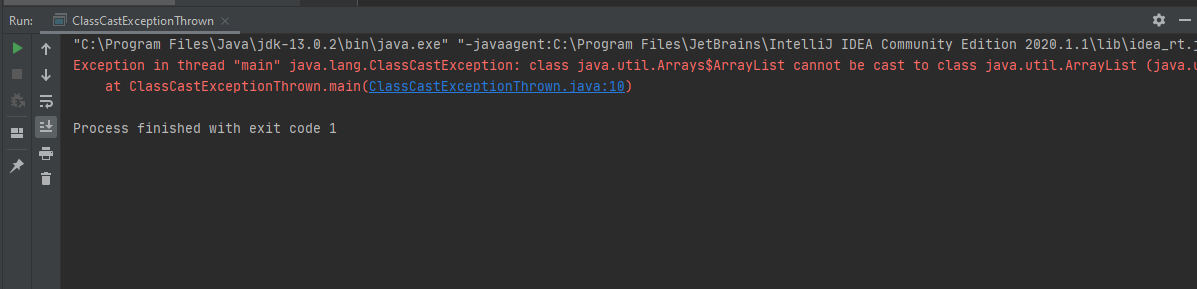 Run: ClassCastExceptionThrown
"C:\Program Files\Java\jdk-13.0.2\bin\java.exe" "-javaagent:C:\Program Files\JetBrains\IntelliJ IDEA Community Edition 2020.1.1\lib\idea_rt.j
Exception in thread "main" java.lang.ClassCastException: class java.util.Arrays$ArrayList cannot be cast to class java.util.ArrayList (java.u
at ClassCastExceptionThrown.main(ClassCastExceptionThrown.java:10)
Process finished with exit code 1